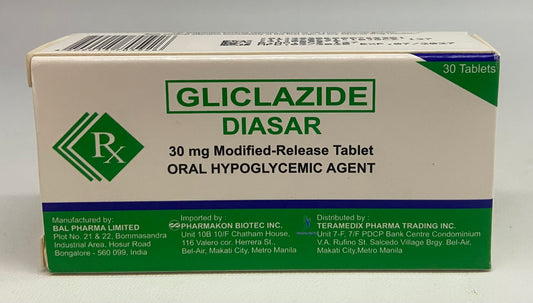 30 Tablets
GLICLAZIDE
DIASAR
Rx
30 mg Modified-Release Tablet
ORAL HYPOGLYCEMIC AGENT
Manufactured by:
BAL PHARMA LIMITED
Plot No. 21 & 22, Bommasandra
Industrial Area, Hosur Road
Bongalore - 560 099, India
Imported by
PHARMAKON BIOTEC INC.
Unit 10B 10/F Chatham House,
116 Valero cor. Herrera St.,
Bel-Air, Makati City, Metro Manila
Distributed by:
TERAMEDIX PHARMA TRADING INC.
Unit 7-F, 7/F PDCP Bank Centre Condominium
V.A. Rufino St. Salcedo Village Brgy. Bel-Air,
Makati City,Metro Manila